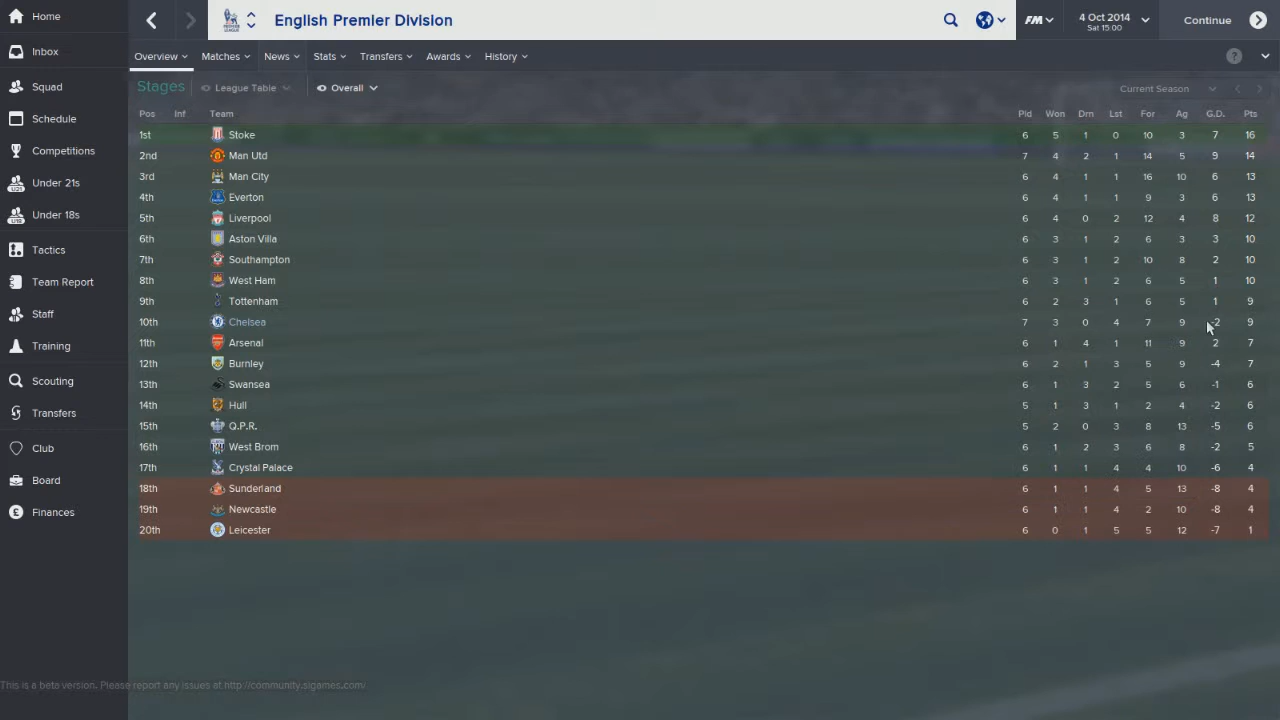 Home
Inbox
Squad
Schedule
Competitions
Under 21s
Under 18s
Tactics
Team Report
Staff
Training
Scouting
Transfers
Club
Board
Finances
English Premier Division
FM
4 Oct 2014
Sat 15:00
Continue
Overview Matches News Stats Transfers Awards History
?
Stages League Table Overall Current Season
Pos Inf Team Pld Won Drn Lst For Ag G.D. Pts
1st Stoke 6 5 1 0 10 3 7 16
2nd Man Utd 7 4 2 1 14 5 9 14
3rd Man City 6 4 1 1 16 10 6 13
4th Everton 6 4 1 1 9 3 6 13
5th Liverpool 6 4 0 2 12 4 8 12
6th Aston Villa 6 3 1 2 6 3 3 10
7th Southampton 6 3 1 2 10 8 2 10
8th West Ham 6 3 1 2 6 5 1 10
9th Tottenham 6 2 3 1 6 5 1 9
10th Chelsea 7 3 0 4 7 9 -2 9
11th Arsenal 6 1 4 1 11 9 2 7
12th Burnley 6 2 1 3 5 9 -4 7
13th Swansea 6 1 3 2 5 6 -1 6
14th Hull 5 1 3 1 2 4 -2 6
15th Q.P.R. 5 2 0 3 8 13 -5 6
16th West Brom 6 1 2 3 6 8 -2 5
17th Crystal Palace 6 1 1 4 4 10 -6 4
18th Sunderland 6 1 1 4 5 13 -8 4
19th Newcastle 6 1 1 4 2 10 -8 4
20th Leicester 6 0 1 5 5 12 -7 1
This is a beta version. Please report any issues at http://community.sigames.com/